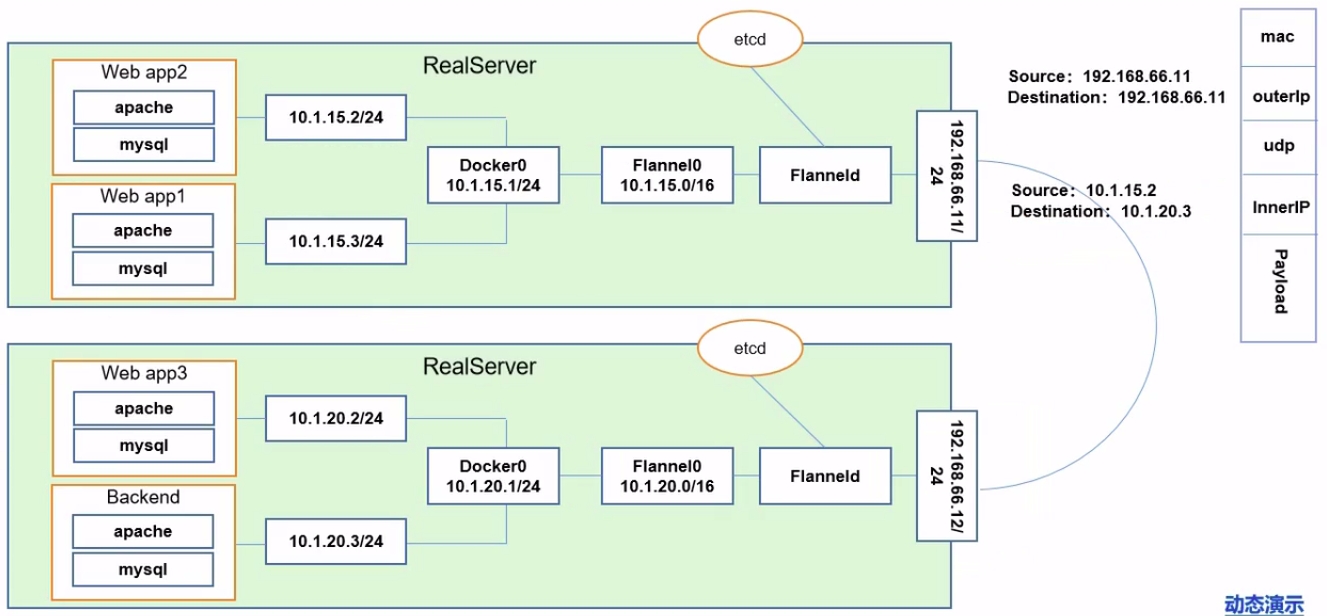 etcd
RealServer
Web app2
apache
mysql
10.1.15.2/24
Docker0
10.1.15.1/24
Flannel0
10.1.15.0/16
Flanneld
192.168.66.11/
24
Web app1
apache
mysql
10.1.15.3/24
Source：192.168.66.11
Destination：192.168.66.11
Source：10.1.15.2
Destination：10.1.20.3
mac
outerIp
udp
InnerIP
Payload
etcd
RealServer
Web app3
apache
mysql
10.1.20.2/24
Docker0
10.1.20.1/24
Flannel0
10.1.20.0/16
Flanneld
192.168.66.12/
24
Backend
apache
mysql
10.1.20.3/24
动态演示